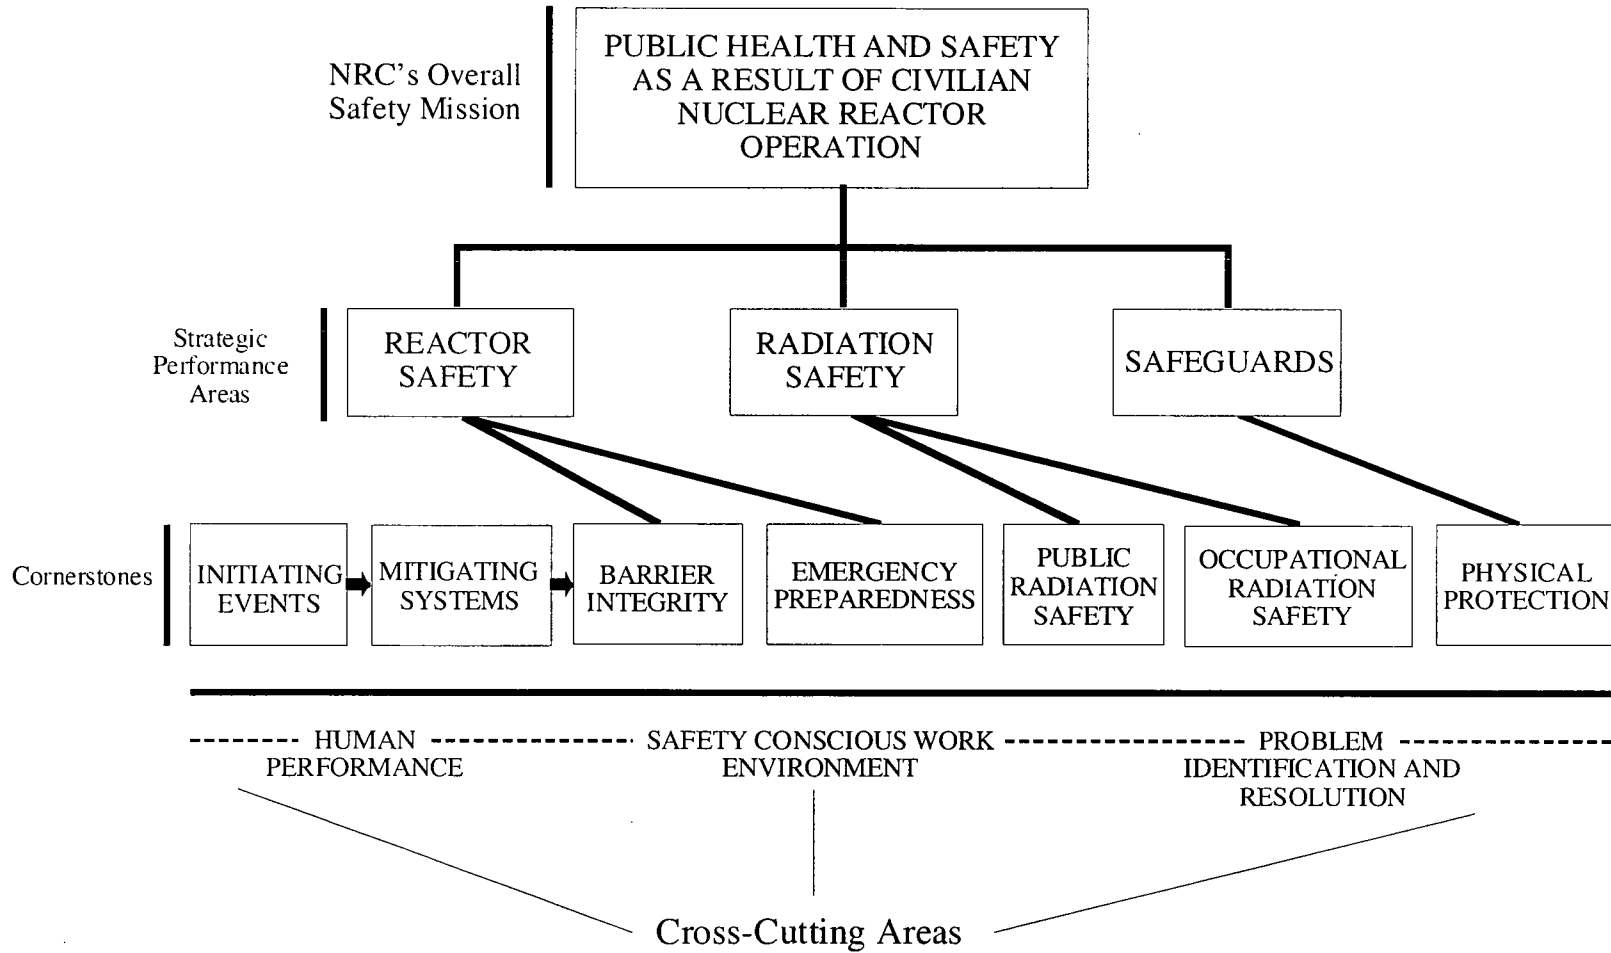 NRC's Overall
Safety Mission
PUBLIC HEALTH AND SAFETY
AS A RESULT OF CIVILIAN
NUCLEAR REACTOR
OPERATION
Strategic
Performance
Areas
REACTOR
SAFETY
RADIATION
SAFETY
SAFEGUARDS
Cornerstones
INITIATING
EVENTS
MITIGATING
SYSTEMS
BARRIER
INTEGRITY
EMERGENCY
PREPAREDNESS
PUBLIC
RADIATION
SAFETY
OCCUPATIONAL
RADIATION
SAFETY
PHYSICAL
PROTECTION
HUMAN
PERFORMANCE
SAFETY CONSCIOUS WORK
ENVIRONMENT
PROBLEM
IDENTIFICATION AND
RESOLUTION
Cross-Cutting Areas